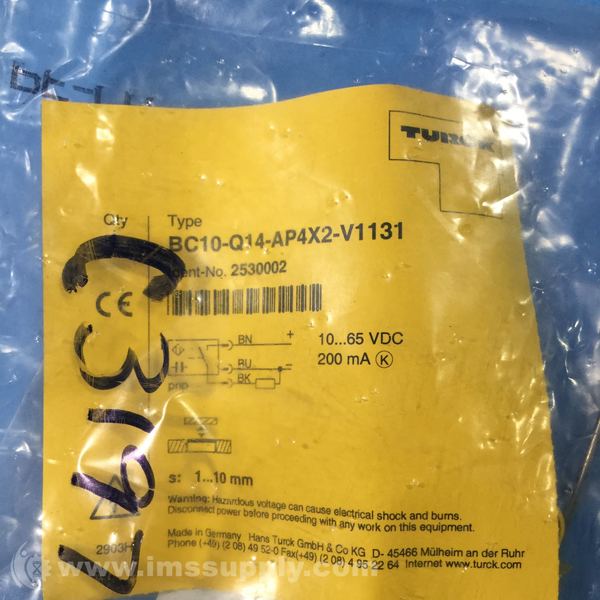 TURCK
Qty
Type
BC10-Q14-AP4X2-V1131
Ident-No. 2530002
C3197
CE
BN +
10...65 VDC
BU −
200 mA K
BK
pnp
s: 1...10 mm
Warning: Hazardous voltage can cause electrical shock and burns.
Disconnect power before proceeding with any work on this equipment.
2903H
Made in Germany Hans Turck GmbH & Co KG D- 45466 Mülheim an der Ruhr
Phone (+49) (2 08) 49 52-0 Fax(+49) (2 08) 4 95 22 64 Internet www.turck.com
© www.imssupply.com